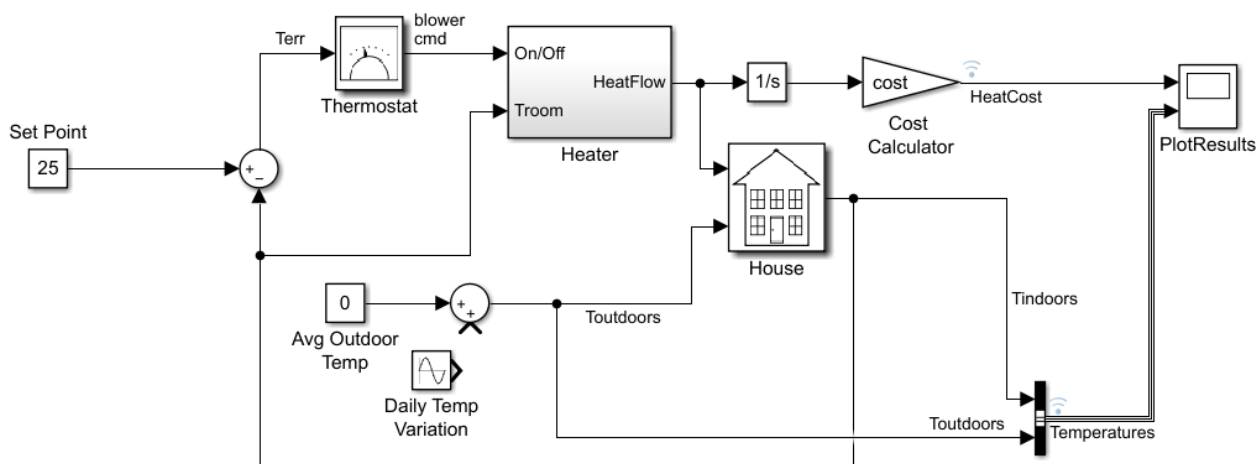 blower
cmd
Terr
Thermostat
On/Off
HeatFlow
Troom
Heater
1/s
cost
HeatCost
Cost
Calculator
PlotResults
Set Point
25
+
−
House
0
+
+
Toutdoors
Tindoors
Avg Outdoor
Temp
Daily Temp
Variation
Toutdoors
Temperatures